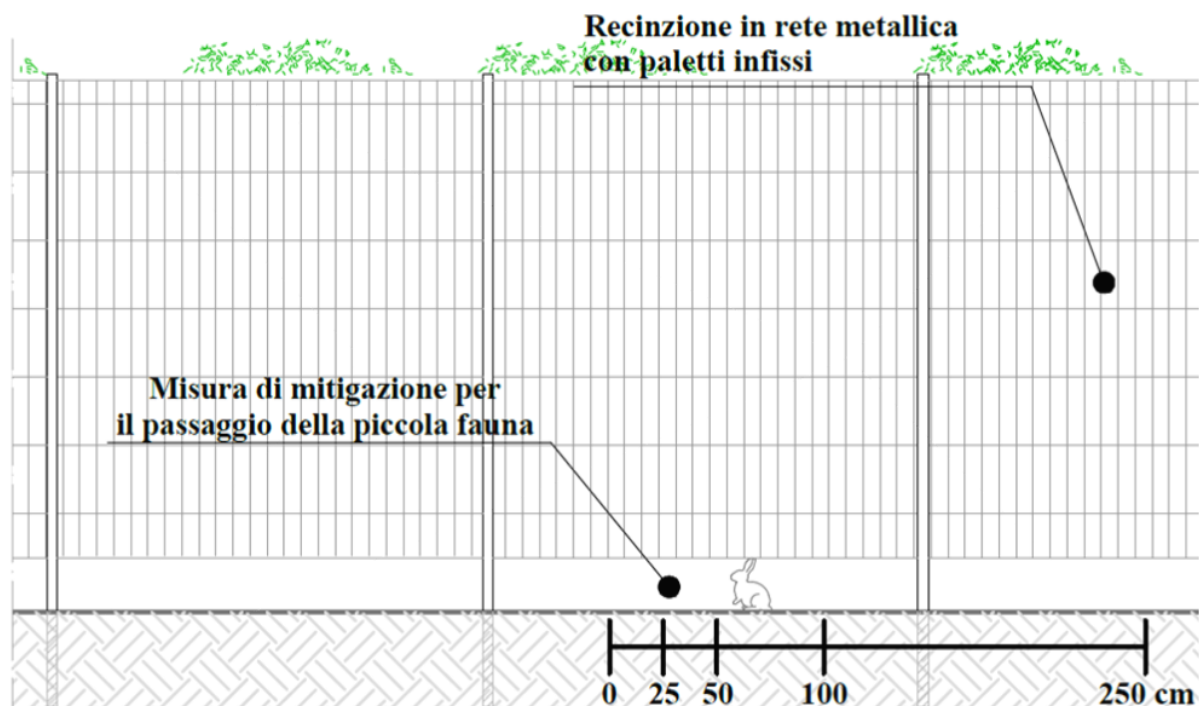 Recinzione in rete metallica
con paletti infissi
Misura di mitigazione per
il passaggio della piccola fauna
0 25 50 100 250 cm